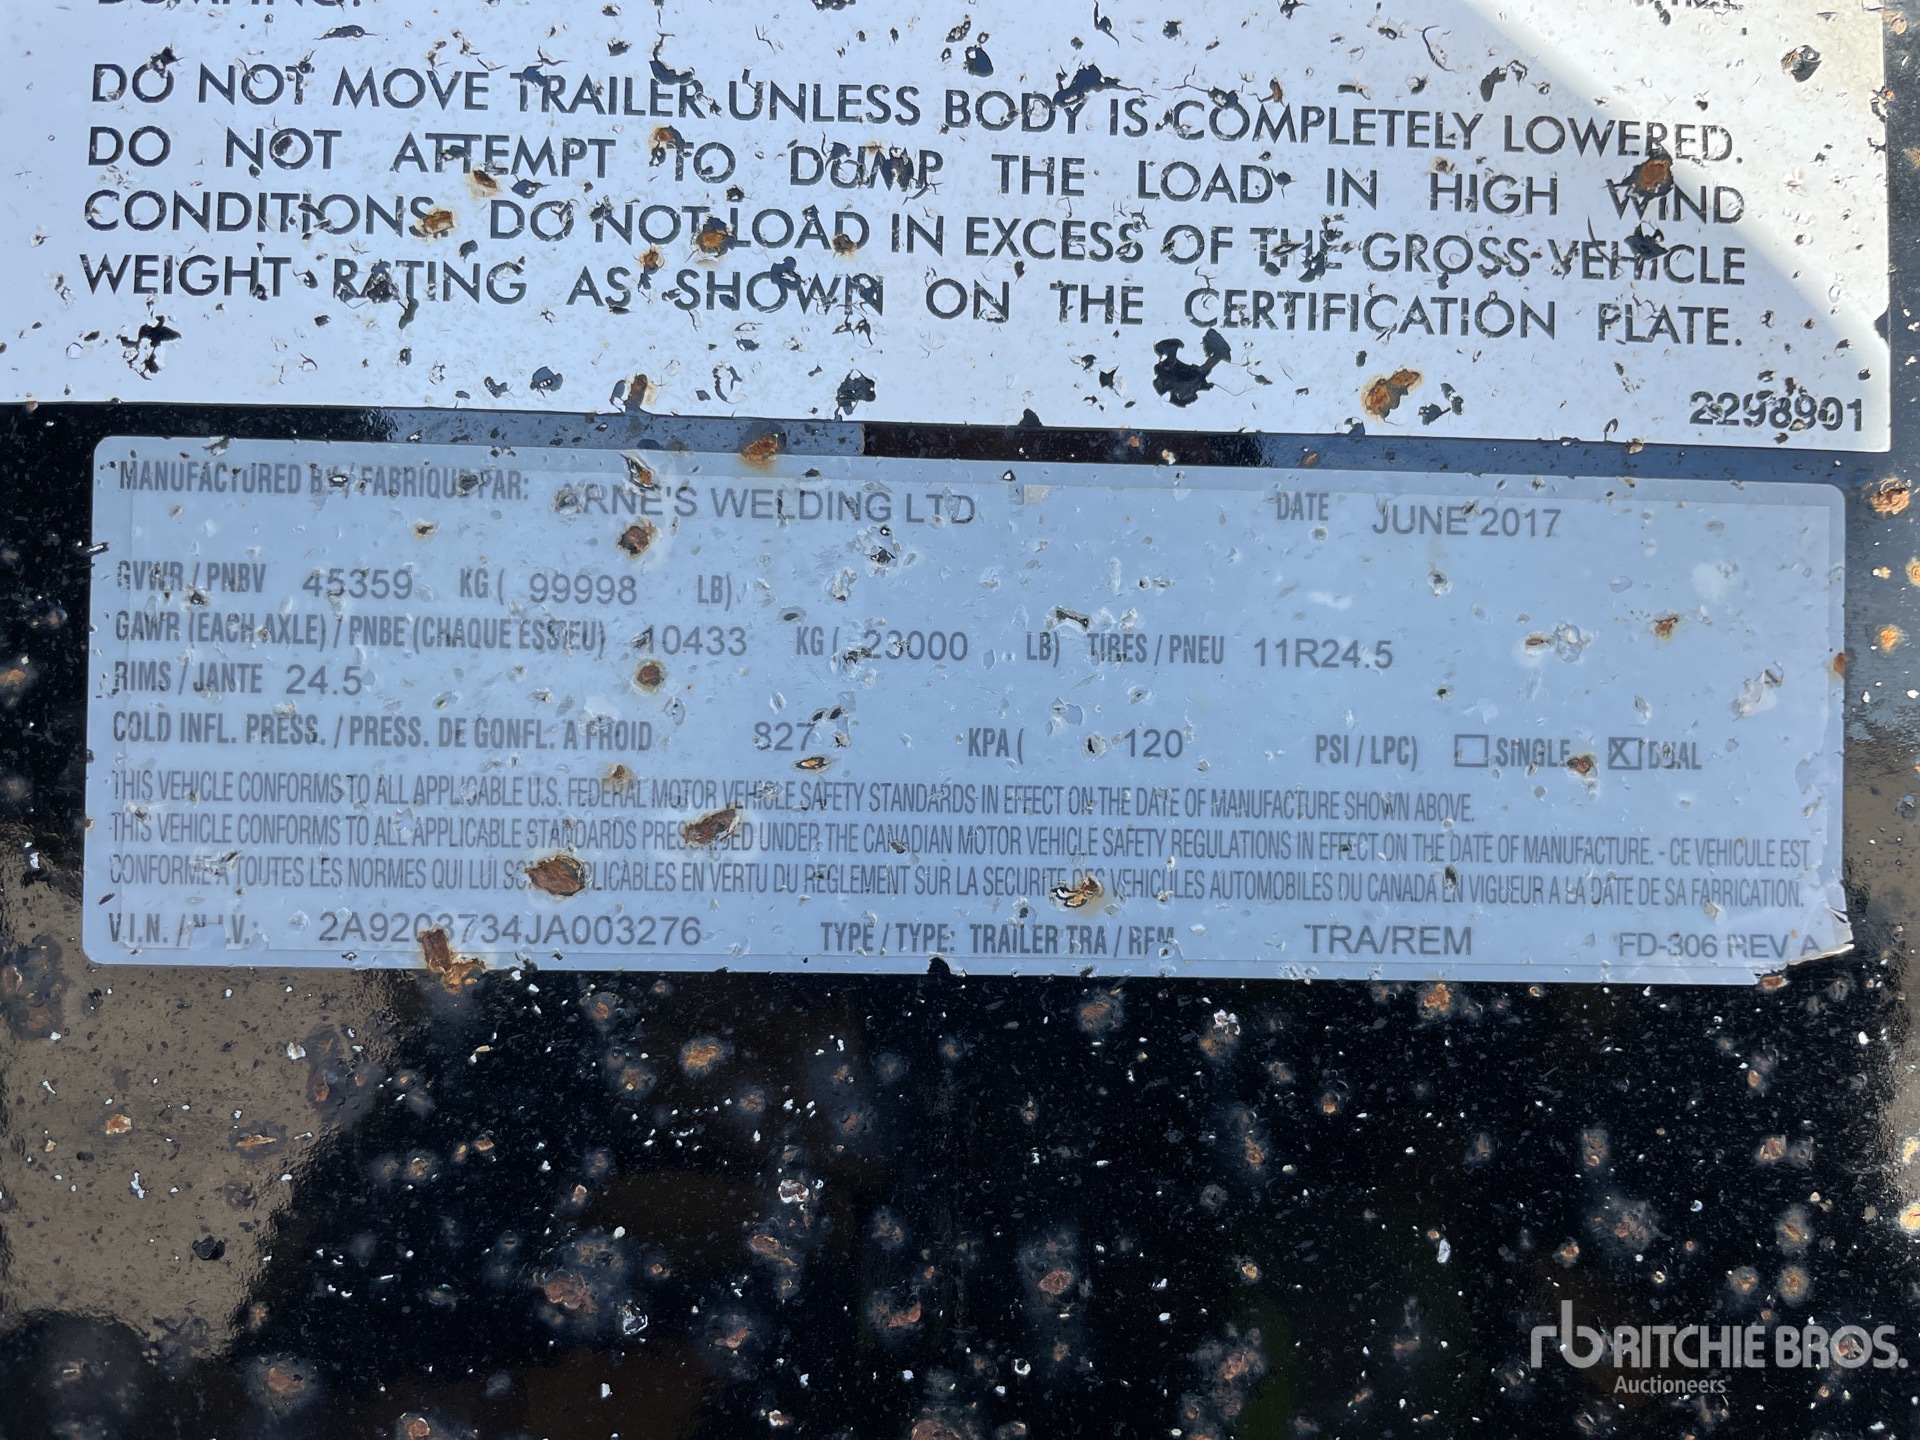 DUMPING.
DO NOT MOVE TRAILER UNLESS BODY IS COMPLETELY LOWERED.
DO NOT ATTEMPT TO DUMP THE LOAD IN HIGH WIND
CONDITIONS. DO NOT LOAD IN EXCESS OF THE GROSS VEHICLE
WEIGHT RATING AS SHOWN ON THE CERTIFICATION PLATE.
2298901
MANUFACTURED BY / FABRIQUE PAR: ARNE'S WELDING LTD DATE JUNE 2017
GVWR / PNBV 45359 KG ( 99998 LB)
GAWR (EACH AXLE) / PNBE (CHAQUE ESSIEU) 10433 KG ( 23000 LB) TIRES / PNEU 11R24.5
RIMS / JANTE 24.5
COLD INFL. PRESS. / PRESS. DE GONFL. A FROID 827 KPA ( 120 PSI / LPC) ☐ SINGLE ☒ DUAL
THIS VEHICLE CONFORMS TO ALL APPLICABLE U.S. FEDERAL MOTOR VEHICLE SAFETY STANDARDS IN EFFECT ON THE DATE OF MANUFACTURE SHOWN ABOVE.
THIS VEHICLE CONFORMS TO ALL APPLICABLE STANDARDS PRESCRIBED UNDER THE CANADIAN MOTOR VEHICLE SAFETY REGULATIONS IN EFFECT ON THE DATE OF MANUFACTURE. - CE VEHICULE EST
CONFORME A TOUTES LES NORMES QUI LUI SONT APPLICABLES EN VERTU DU REGLEMENT SUR LA SECURITE DES VEHICULES AUTOMOBILES DU CANADA EN VIGUEUR A LA DATE DE SA FABRICATION.
V.I.N. / N.I.V.: 2A9203734JA003276 TYPE / TYPE: TRAILER TRA / REM TRA/REM FD-306 REV A
rb RITCHIE BROS.
Auctioneers